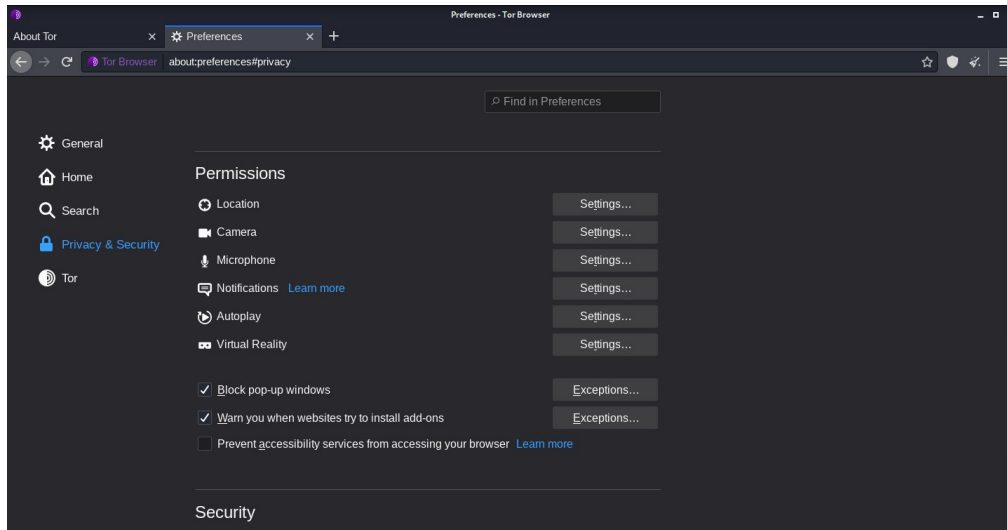 Preferences - Tor Browser
About Tor
Preferences
Tor Browser
about:preferences#privacy
Find in Preferences
General
Home
Search
Privacy & Security
Tor
Permissions
Location Settings…
Camera Settings…
Microphone Settings…
Notifications Learn more Settings…
Autoplay Settings…
Virtual Reality Settings…
Block pop-up windows Exceptions…
Warn you when websites try to install add-ons Exceptions…
Prevent accessibility services from accessing your browser Learn more
Security